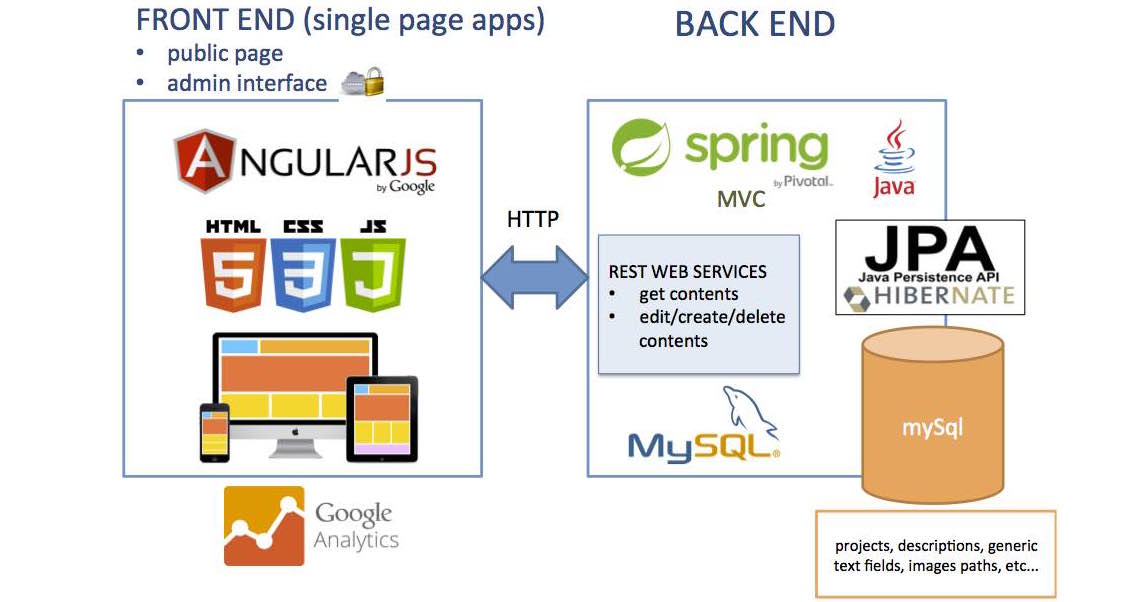 FRONT END (single page apps)
• public page
• admin interface
BACK END
ANGULARJS
by Google
HTML CSS JS
5 3 J
HTTP
spring
by Pivotal™
MVC
Java
REST WEB SERVICES
• get contents
• edit/create/delete
contents
JPA
Java Persistence API
HIBERNATE
MySQL®
mySql
Google
Analytics
projects, descriptions, generic
text fields, images paths, etc...